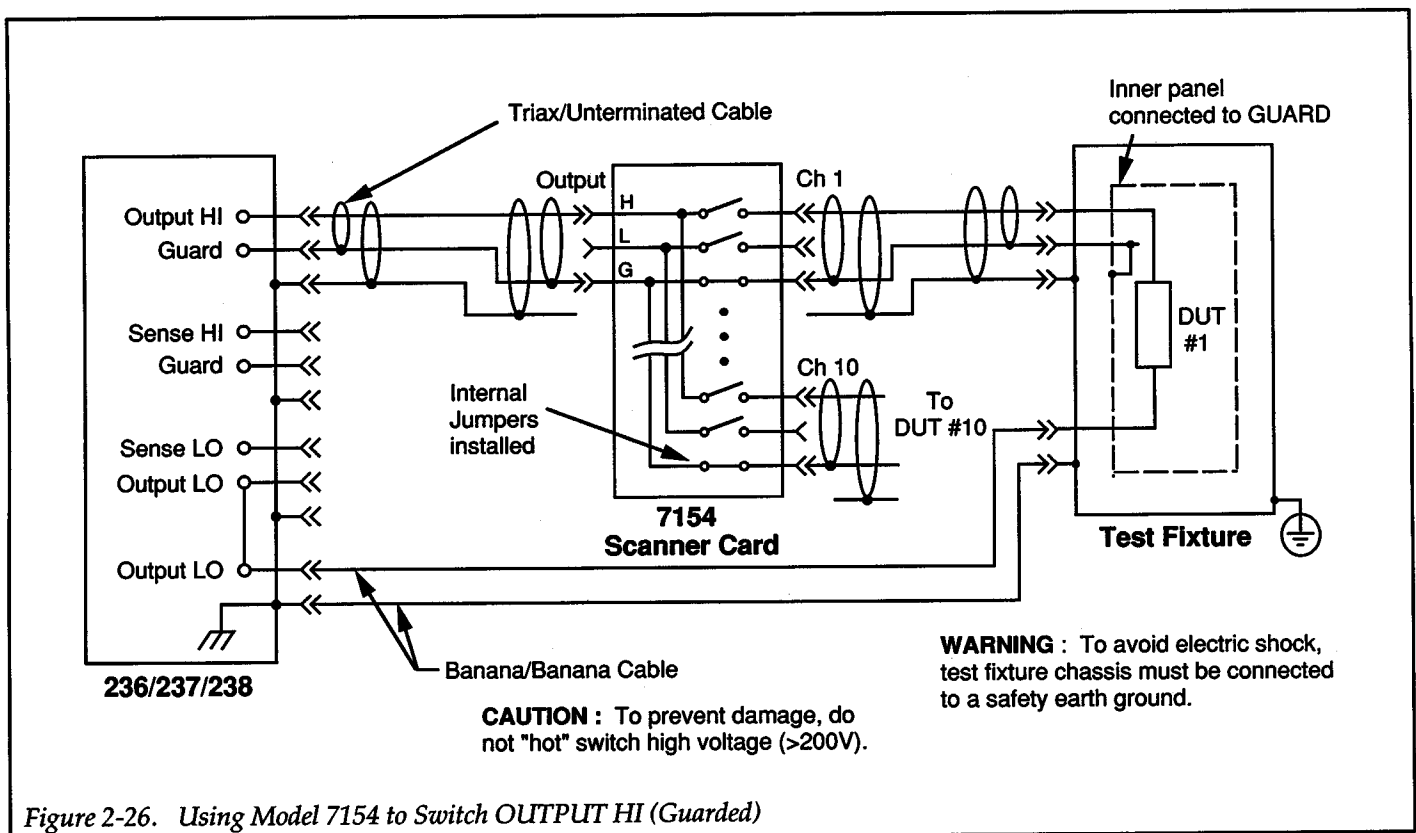 Inner panel
connected to GUARD
Triax/Unterminated Cable
Output
Ch 1
Output HI
H
Guard
L
G
Sense HI
DUT
#1
Guard
Ch 10
Internal
Jumpers
installed
To
DUT #10
Sense LO
Output LO
7154
Scanner Card
Test Fixture
Output LO
WARNING : To avoid electric shock,
test fixture chassis must be connected
to a safety earth ground.
Banana/Banana Cable
236/237/238
CAUTION : To prevent damage, do
not "hot" switch high voltage (>200V).
Figure 2-26. Using Model 7154 to Switch OUTPUT HI (Guarded)